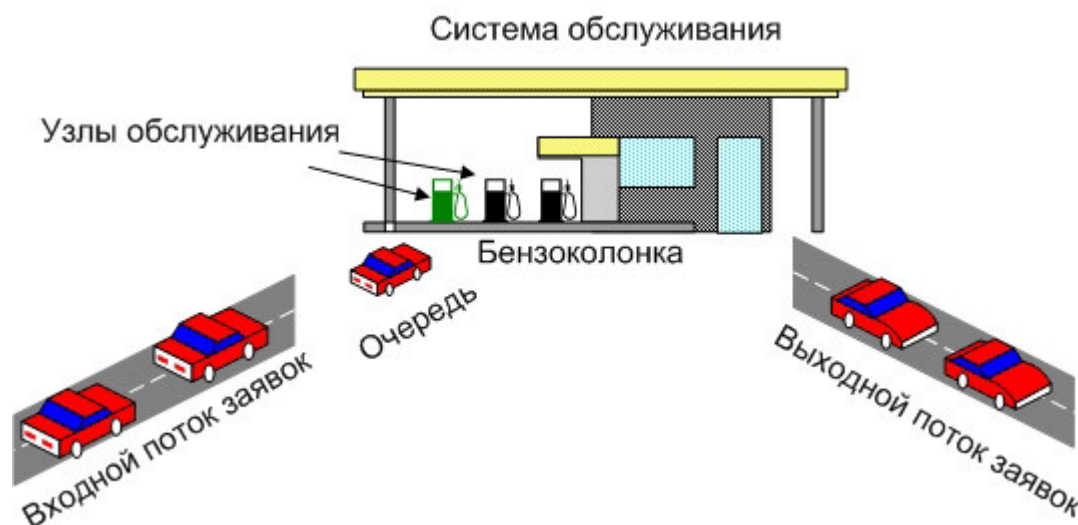 Система обслуживания
Узлы обслуживания
Бензоколонка
Очередь
Входной поток заявок
Выходной поток заявок